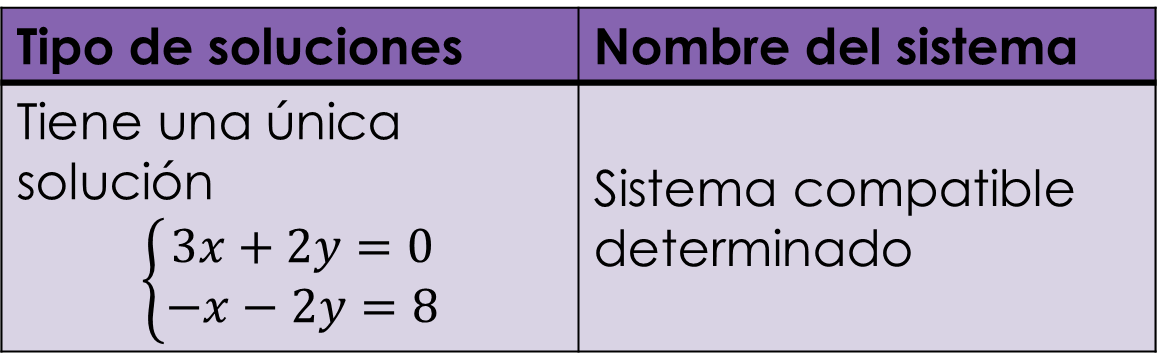 Tipo de soluciones
Nombre del sistema
Tiene una única
solución
3x + 2y = 0
−x − 2y = 8
Sistema compatible
determinado